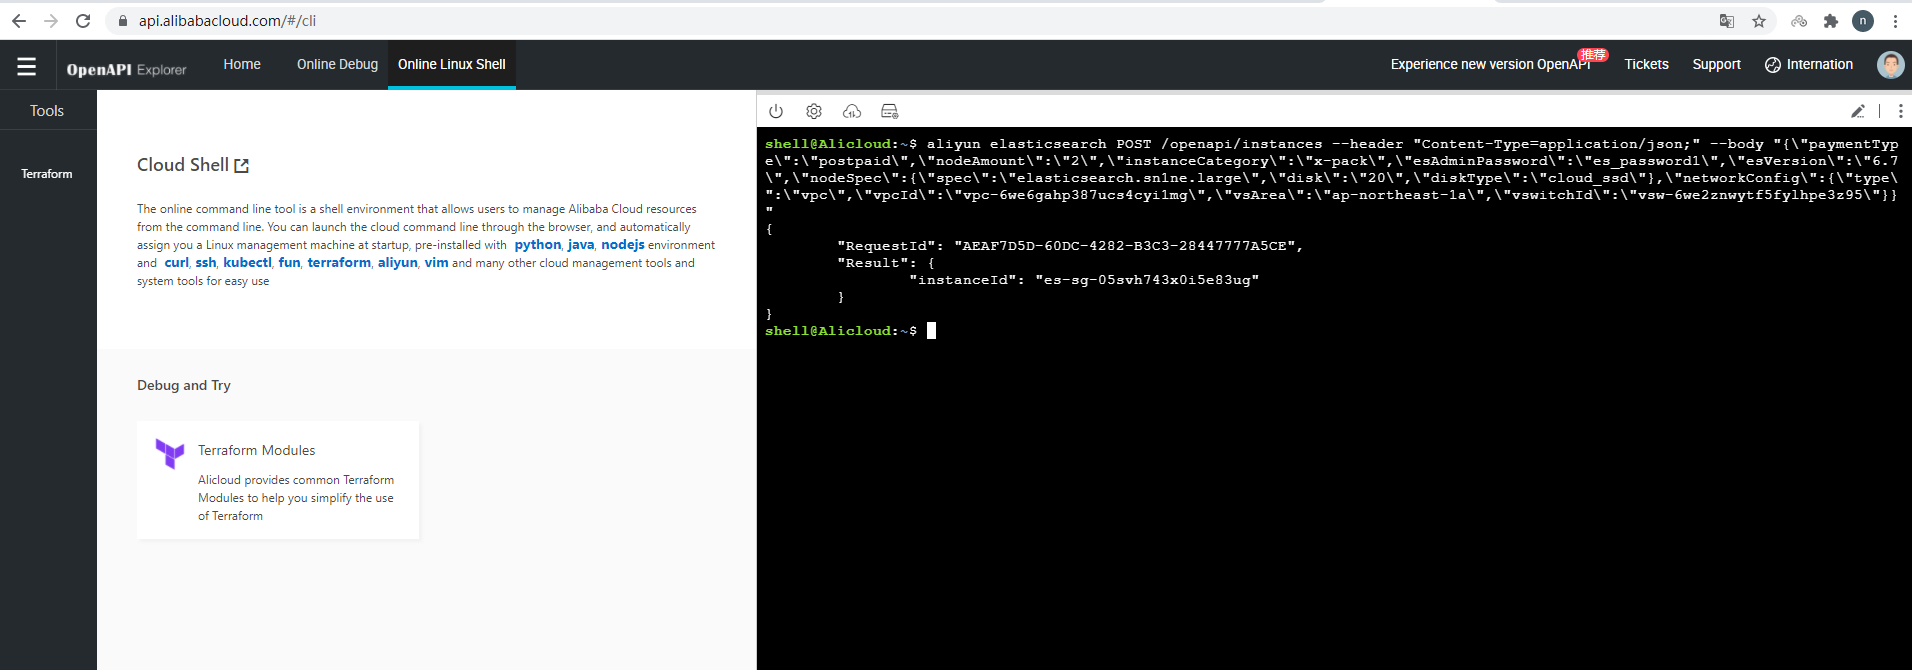 api.alibabacloud.com/#/cli
n
OpenAPI Explorer
Home
Online Debug
Online Linux Shell
Experience new version OpenAPI
推荐
Tickets
Support
Internation
Tools
Terraform
Cloud Shell
The online command line tool is a shell environment that allows users to manage Alibaba Cloud resources
from the command line. You can launch the cloud command line through the browser, and automatically
assign you a Linux management machine at startup, pre-installed with python, java, nodejs environment
and curl, ssh, kubectl, fun, terraform, aliyun, vim and many other cloud management tools and
system tools for easy use
Debug and Try
Terraform Modules
Alicloud provides common Terraform
Modules to help you simplify the use
of Terraform
shell@Alicloud:~$ aliyun elasticsearch POST /openapi/instances --header "Content-Type=application/json;" --body "{\"paymentTyp
e\":\"postpaid\",\"nodeAmount\":\"2\",\"instanceCategory\":\"x-pack\",\"esAdminPassword\":\"es_password1\",\"esVersion\":\"6.7
\",\"nodeSpec\":{\"spec\":\"elasticsearch.sn1ne.large\",\"disk\":\"20\",\"diskType\":\"cloud_ssd\"},\"networkConfig\":{\"type\
":\"vpc\",\"vpcId\":\"vpc-6we6gahp387ucs4cyi1mg\",\"vsArea\":\"ap-northeast-1a\",\"vswitchId\":\"vsw-6we2znwytf5fylhpe3z95\"}}
"
{
"RequestId": "AEAF7D5D-60DC-4282-B3C3-28447777A5CE",
"Result": {
"instanceId": "es-sg-05svh743x0i5e83ug"
}
}
shell@Alicloud:~$